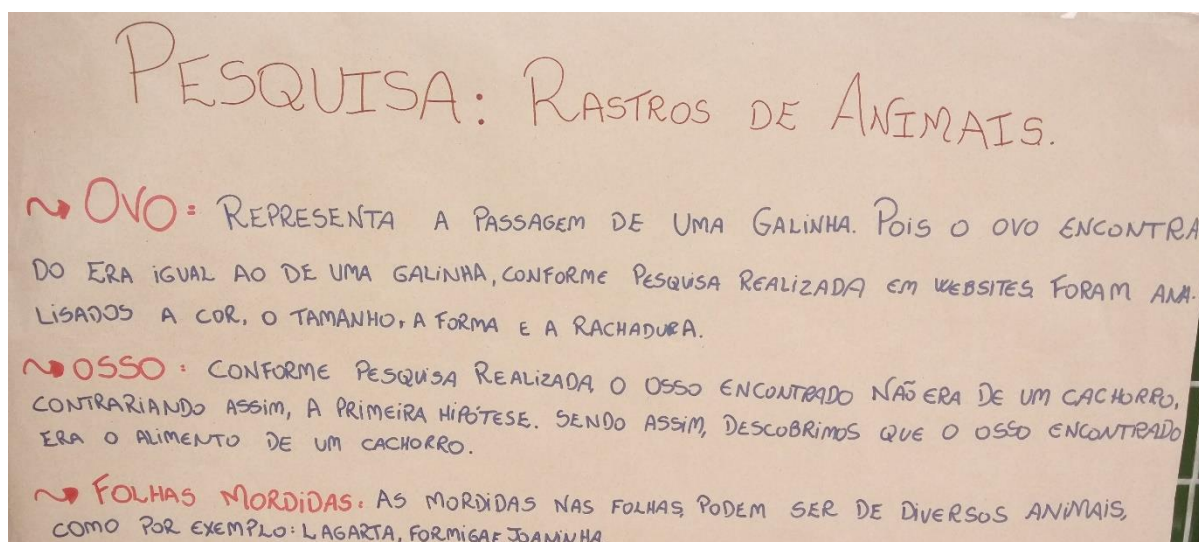 PESQUISA: RASTROS DE ANIMAIS.
OVO: REPRESENTA A PASSAGEM DE UMA GALINHA. POIS O OVO ENCONTRA
DO ERA IGUAL AO DE UMA GALINHA, CONFORME PESQUISA REALIZADA EM WEBSITES. FORAM ANA-
LISADOS A COR, O TAMANHO, A FORMA E A RACHADURA.
OSSO: CONFORME PESQUISA REALIZADA, O OSSO ENCONTRADO NÃO ERA DE UM CACHORRO,
CONTRARIANDO ASSIM, A PRIMEIRA HIPÓTESE. SENDO ASSIM, DESCOBRIMOS QUE O OSSO ENCONTRADO
ERA O ALIMENTO DE UM CACHORRO.
FOLHAS MORDIDAS: AS MORDIDAS NAS FOLHAS, PODEM SER DE DIVERSOS ANIMAIS,
COMO POR EXEMPLO: LAGARTA, FORMIGA E JOANINHA